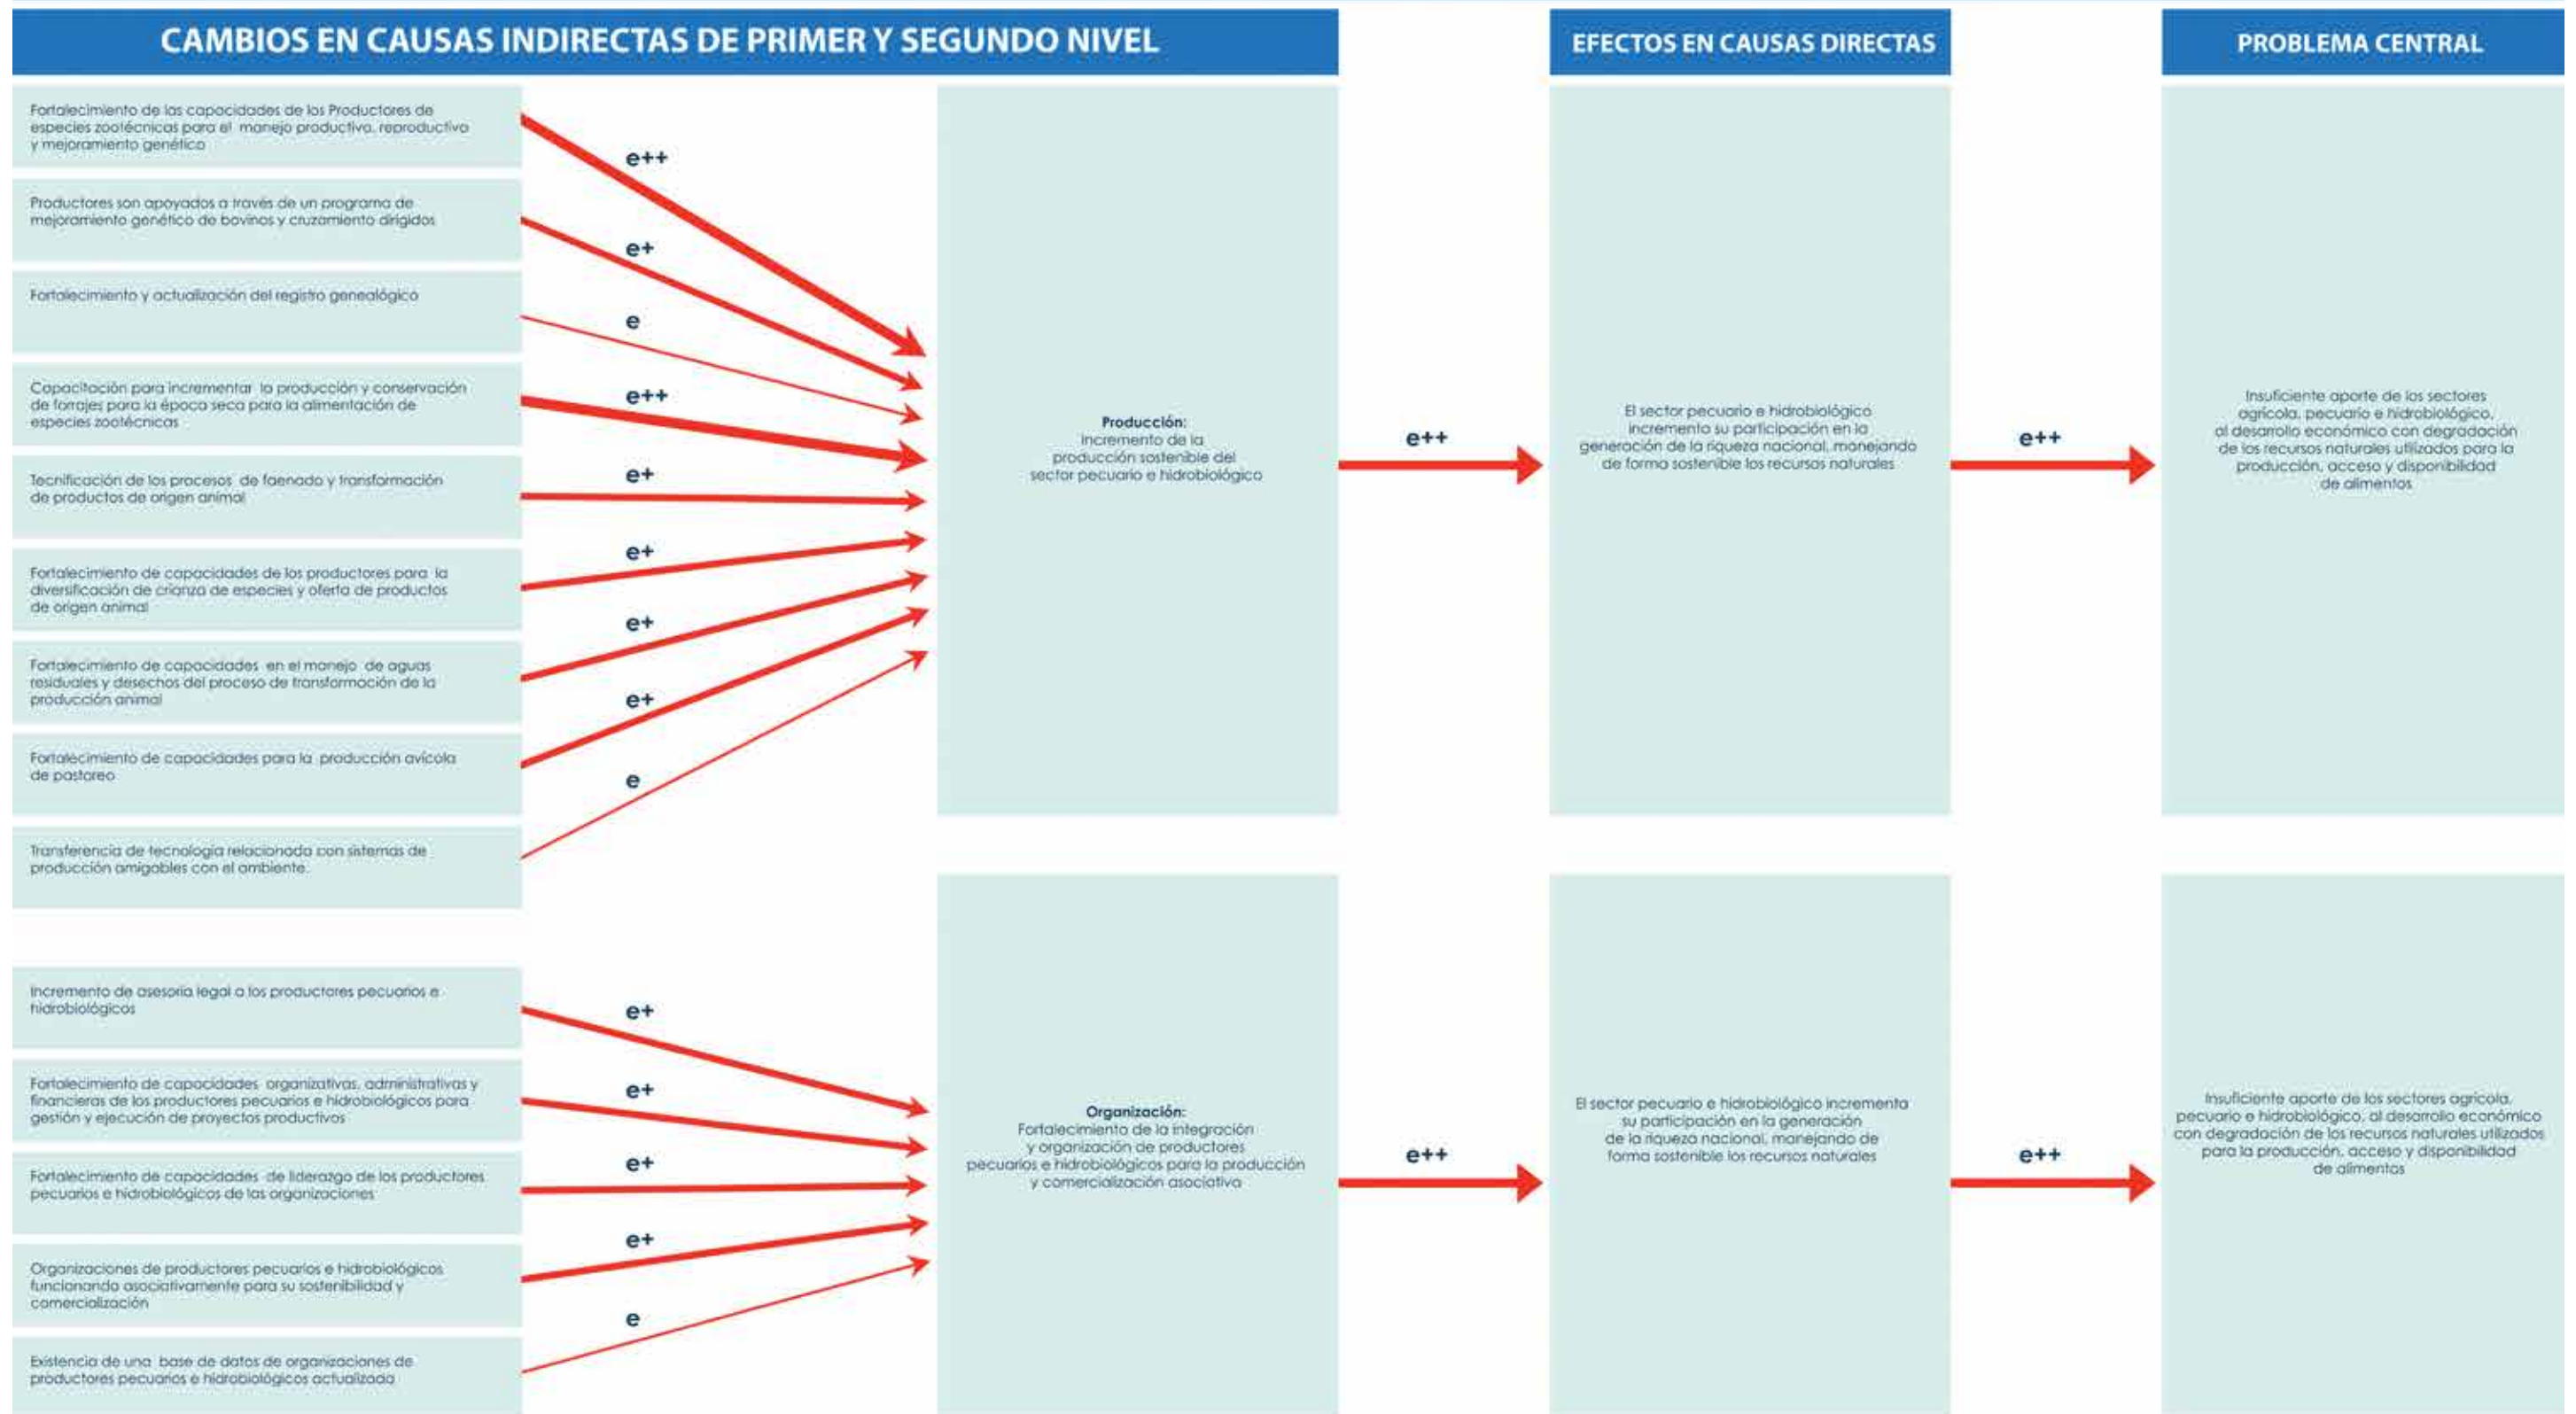 CAMBIOS EN CAUSAS INDIRECTAS DE PRIMER Y SEGUNDO NIVEL
EFECTOS EN CAUSAS DIRECTAS
PROBLEMA CENTRAL
Fortalecimiento de las capacidades de los Productores de
especies zootécnicas para el manejo productivo, reproductivo
y mejoramiento genético
e++
Productores son apoyados a través de un programa de
mejoramiento genético de bovinos y cruzamiento dirigidos
e+
Fortalecimiento y actualización del registro genealógico
e
Capacitación para incrementar la producción y conservación
de forrajes para la época seca para la alimentación de
especies zootécnicas
e++
Tecnificación de los procesos de faenado y transformación
de productos de origen animal
e+
Fortalecimiento de capacidades de los productores para la
diversificación de crianza de especies y oferta de productos
de origen animal
e+
Fortalecimiento de capacidades en el manejo de aguas
residuales y desechos del proceso de transformación de la
producción animal
e+
Fortalecimiento de capacidades para la producción avícola
de pastoreo
e+
Transferencia de tecnología relacionada con sistemas de
producción amigables con el ambiente.
e
Producción:
Incremento de la
producción sostenible del
sector pecuario e hidrobiológico
e++
El sector pecuario e hidrobiológico
incremento su participación en la
generación de la riqueza nacional, manejando
de forma sostenible los recursos naturales
e++
Insuficiente aporte de los sectores
agrícola, pecuario e hidrobiológico,
al desarrollo económico con degradación
de los recursos naturales utilizados para la
producción, acceso y disponibilidad
de alimentos
Incremento de asesoría legal a los productores pecuarios e
hidrobiológicos
e+
Fortalecimiento de capacidades organizativas, administrativas y
financieras de los productores pecuarios e hidrobiológicos para
gestión y ejecución de proyectos productivos
e+
Fortalecimiento de capacidades de liderazgo de los productores
pecuarios e hidrobiológicos de las organizaciones
e+
Organizaciones de productores pecuarios e hidrobiológicos
funcionando asociativamente para su sostenibilidad y
comercialización
e+
Existencia de una base de datos de organizaciones de
productores pecuarios e hidrobiológicos actualizada
e
Organización:
Fortalecimiento de la integración
y organización de productores
pecuarios e hidrobiológicos para la producción
y comercialización asociativa
e++
El sector pecuario e hidrobiológico incrementa
su participación en la generación
de la riqueza nacional, manejando de
forma sostenible los recursos naturales
e++
Insuficiente aporte de los sectores agrícola,
pecuario e hidrobiológico, al desarrollo económico
con degradación de los recursos naturales utilizados
para la producción, acceso y disponibilidad
de alimentos